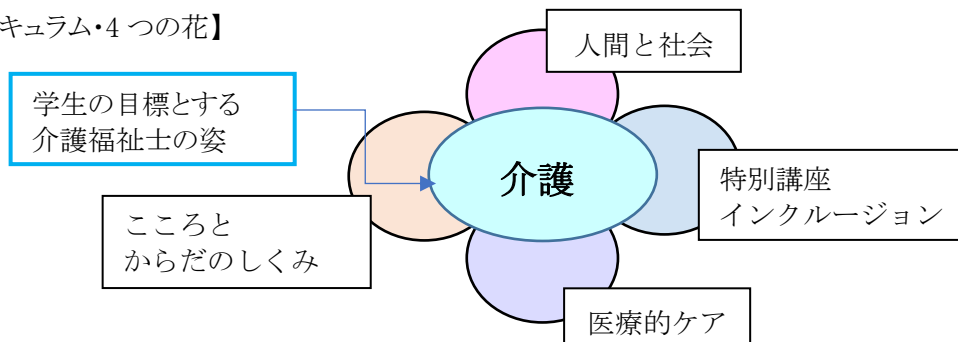 キュラム・4つの花】
人間と社会
学生の目標とする
介護福祉士の姿
介護
特別講座
インクルージョン
こころと
からだのしくみ
医療的ケア